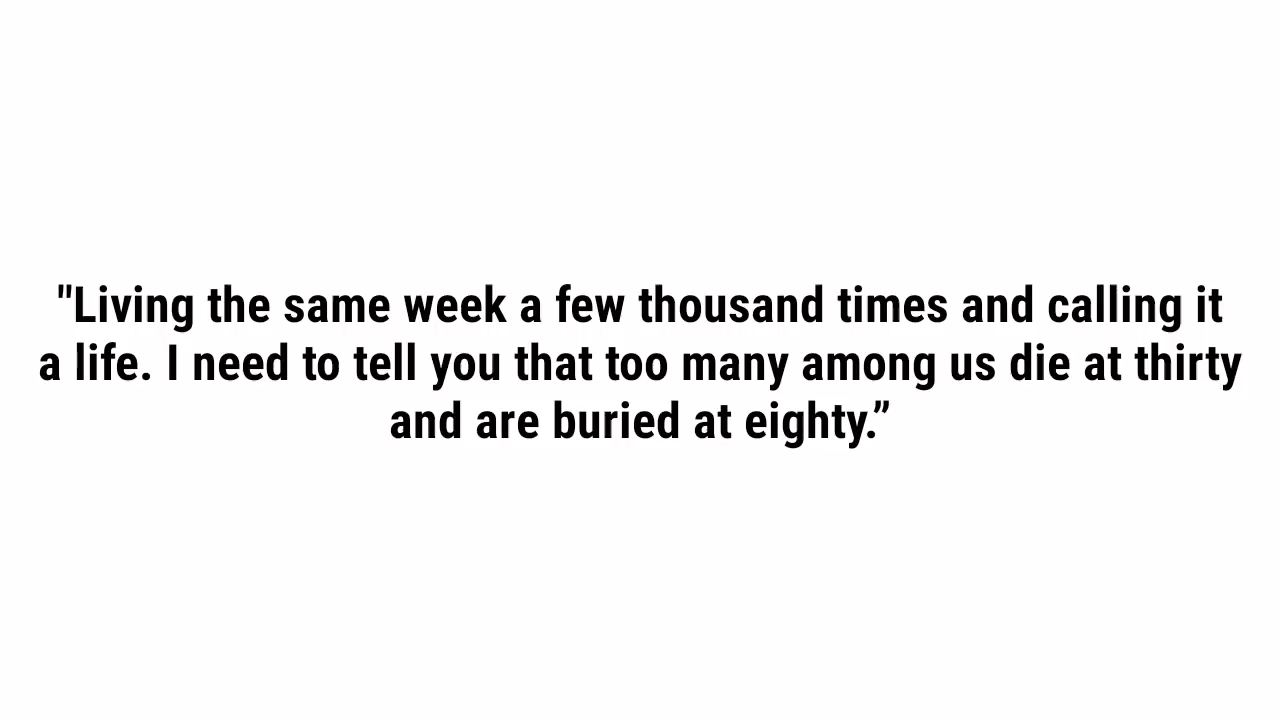 "Living the same week a few thousand times and calling it
a life. I need to tell you that too many among us die at thirty
and are buried at eighty.”